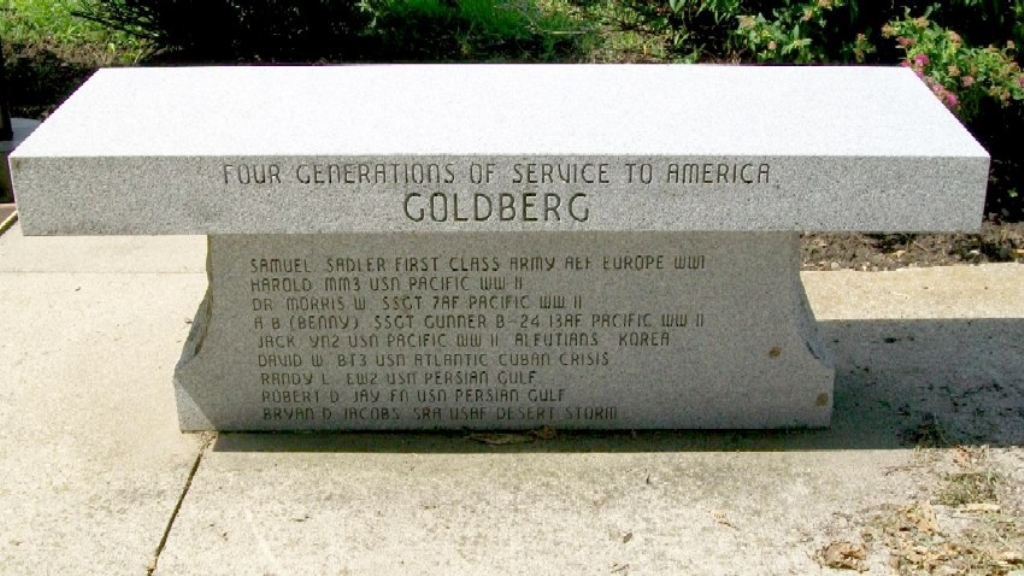 FOUR GENERATIONS OF SERVICE TO AMERICA
GOLDBERG
SAMUEL SADLER FIRST CLASS ARMY AEF EUROPE WWI
HAROLD MM3 USN PACIFIC WW II
DR MORRIS W. SSGT 7AF PACIFIC WW II
A B (BENNY) SSGT GUNNER B-24 13AF PACIFIC WW II
JACK YN2 USN PACIFIC WW II ALEUTIANS KOREA
DAVID W BT3 USN ATLANTIC CUBAN CRISIS
RANDY L EW2 USN PERSIAN GULF
ROBERT D JAY FN USN PERSIAN GULF
BRYAN D JACOBS SRA USAF DESERT STORM